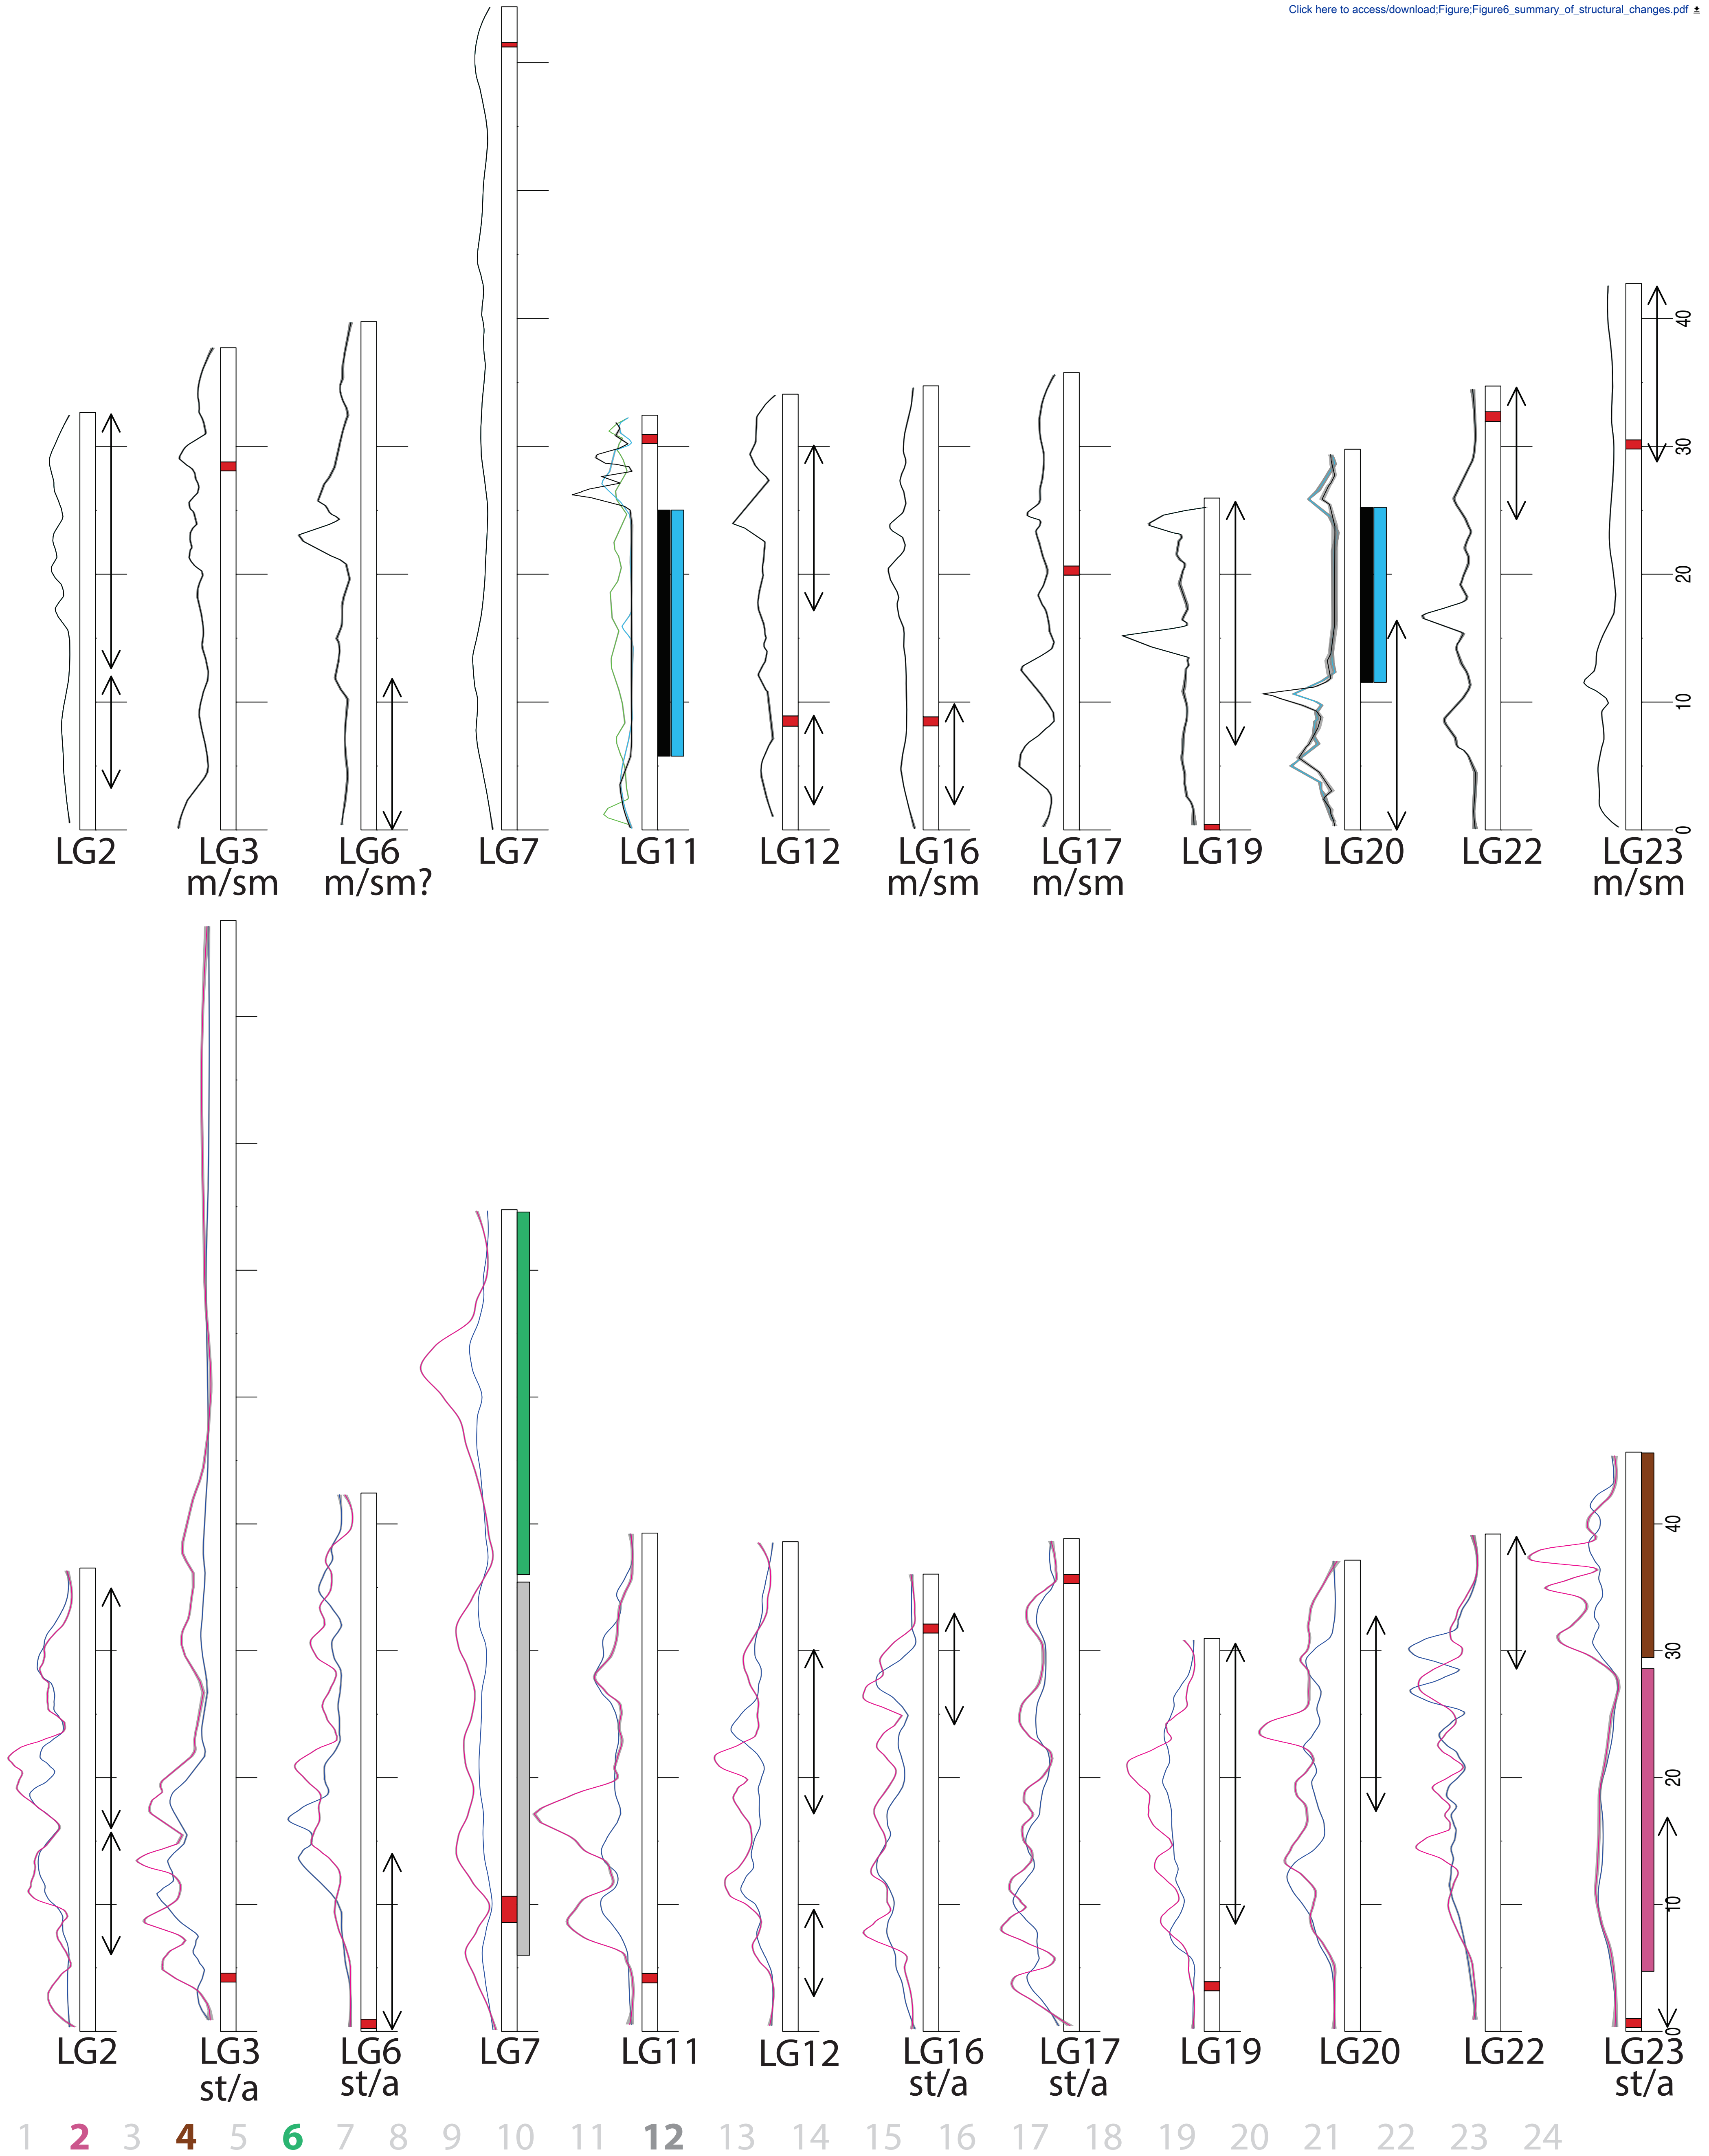 Click here to access/download;Figure;Figure6_summary_of_structural_changes.pdf
40
30
20
10
0
LG2 LG3 LG6 LG7 LG11 LG12 LG16 LG17 LG19 LG20 LG22 LG23
m/sm m/sm? m/sm m/sm m/sm
40
30
20
10
0
LG2 LG3 LG6 LG7 LG11 LG12 LG16 LG17 LG19 LG20 LG22 LG23
st/a st/a st/a st/a st/a
1 2 3 4 5 6 7 8 9 10 11 12 13 14 15 16 17 18 19 20 21 22 23 24